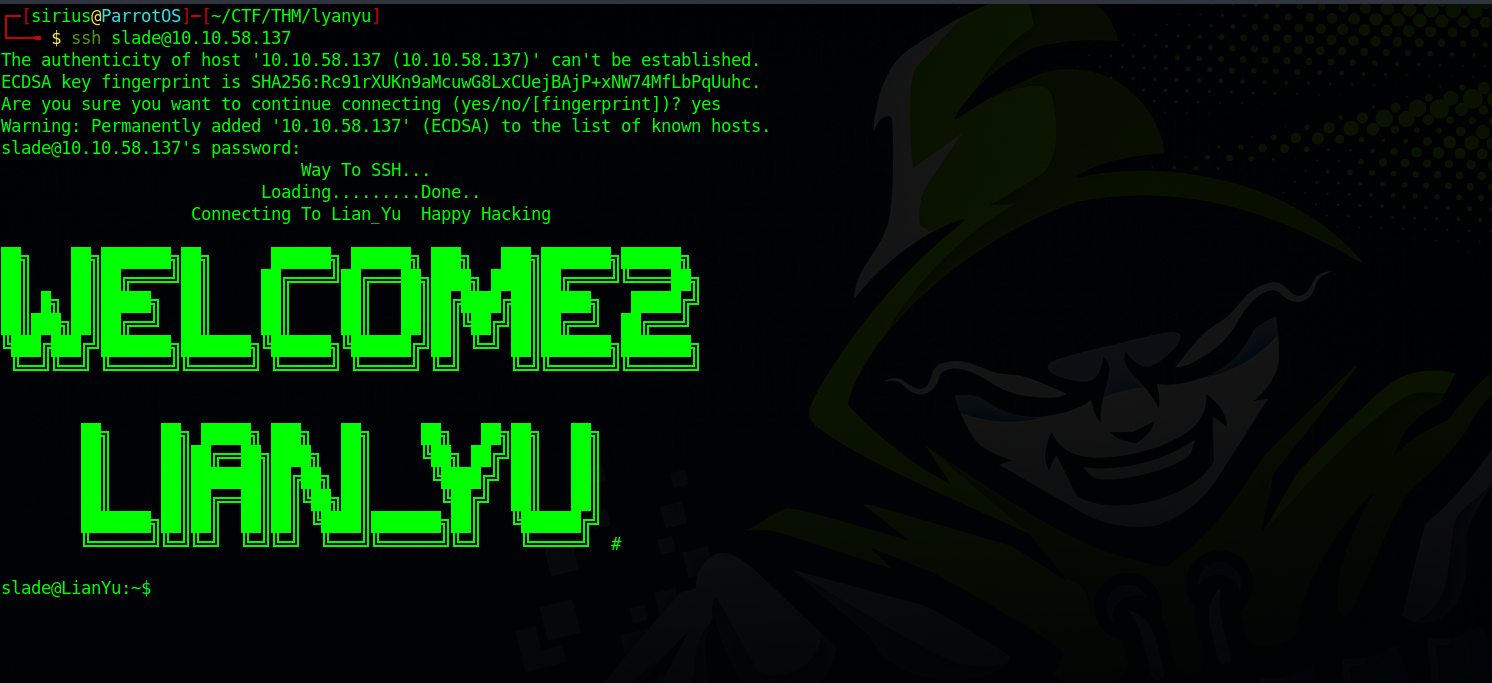 [sirius@ParrotOS]-[~/CTF/THM/lyanyu]
$ ssh slade@10.10.58.137
The authenticity of host '10.10.58.137 (10.10.58.137)' can't be established.
ECDSA key fingerprint is SHA256:Rc91rXUKn9aMcuwG8LxCUejBAjP+xNW74MfLbPqUuhc.
Are you sure you want to continue connecting (yes/no/[fingerprint])? yes
Warning: Permanently added '10.10.58.137' (ECDSA) to the list of known hosts.
slade@10.10.58.137's password:
Way To SSH...
Loading.........Done..
Connecting To Lian_Yu  Happy Hacking
WELCOME2
LIAN_YU #
slade@LianYu:~$